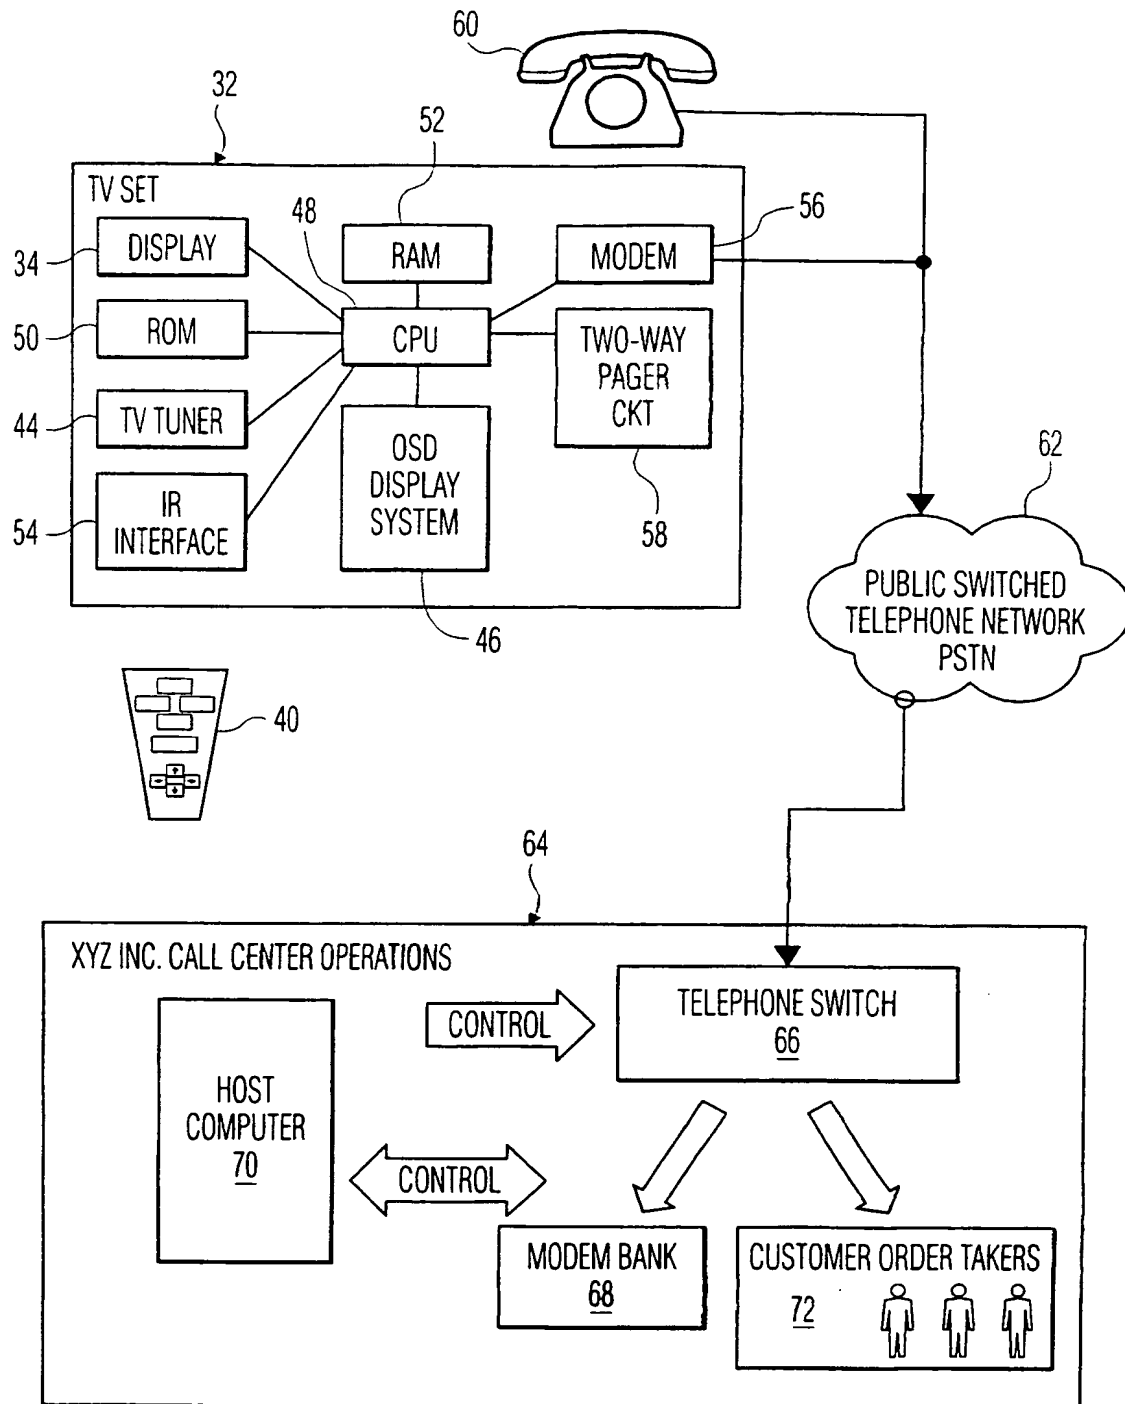 60
32
52
TV SET
48
56
DISPLAY
34
RAM
MODEM
50
ROM
CPU
TWO-WAY
PAGER
CKT
44
TV TUNER
OSD
DISPLAY
SYSTEM
62
54
IR
INTERFACE
58
46
PUBLIC SWITCHED
TELEPHONE NETWORK
PSTN
40
64
XYZ INC. CALL CENTER OPERATIONS
CONTROL
TELEPHONE SWITCH
66
HOST
COMPUTER
70
CONTROL
MODEM BANK
68
CUSTOMER ORDER TAKERS
72